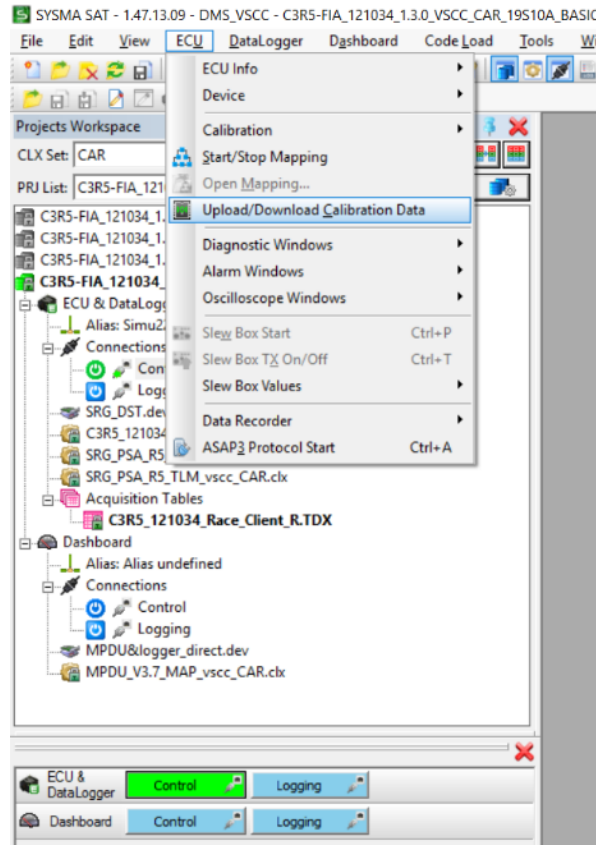 SYSMA SAT - 1.47.13.09 - DMS_VSCC - C3R5-FIA_121034_1.3.0_VSCC_CAR_19S10A_BASIC
File Edit View ECU DataLogger Dashboard Code Load Tools
ECU Info
Device
Projects Workspace
Calibration
CLX Set: CAR
Start/Stop Mapping
Open Mapping...
PRJ List: C3R5-FIA_121
Upload/Download Calibration Data
C3R5-FIA_121034_1.
C3R5-FIA_121034_1.
Diagnostic Windows
C3R5-FIA_121034_1.
Alarm Windows
C3R5-FIA_121034_
Oscilloscope Windows
ECU & DataLogg
Alias: Simu2
Slew Box Start Ctrl+P
Connections
Slew Box TX On/Off Ctrl+T
Con
Slew Box Values
Logg
SRG_DST.dev
Data Recorder
C3R5_121034
ASAP3 Protocol Start Ctrl+A
SRG_PSA_R5
SRG_PSA_R5_TLM_vscc_CAR.clx
Acquisition Tables
C3R5_121034_Race_Client_R.TDX
Dashboard
Alias: Alias undefined
Connections
Control
Logging
MPDU&logger_direct.dev
MPDU_V3.7_MAP_vscc_CAR.clx
ECU & DataLogger Control Logging
Dashboard Control Logging